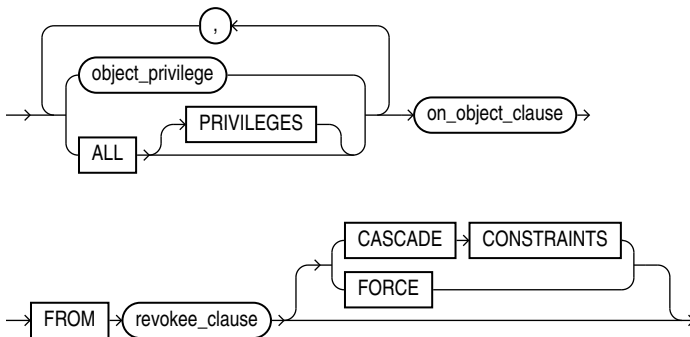 ,
object_privilege
PRIVILEGES
on_object_clause
ALL
CASCADE CONSTRAINTS
FORCE
FROM revokee_clause